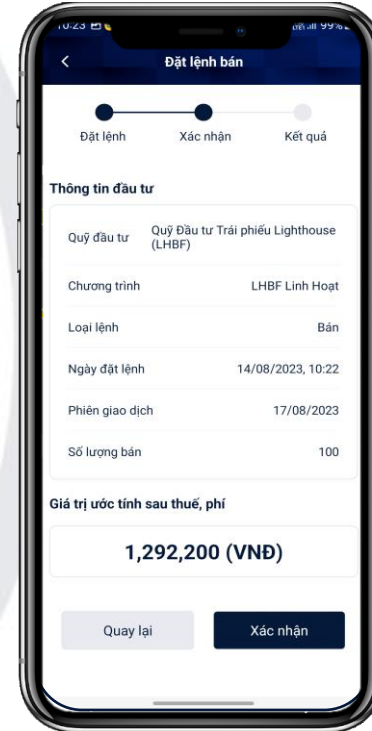 10:23
99%
Đặt lệnh bán
Đặt lệnh
Xác nhận
Kết quả
Thông tin đầu tư
Quỹ đầu tư
Quỹ Đầu tư Trái phiếu Lighthouse
(LHBF)
Chương trình
LHBF Linh Hoạt
Loại lệnh
Bán
Ngày đặt lệnh
14/08/2023, 10:22
Phiên giao dịch
17/08/2023
Số lượng bán
100
Giá trị ước tính sau thuế, phí
1,292,200 (VNĐ)
Quay lại
Xác nhận